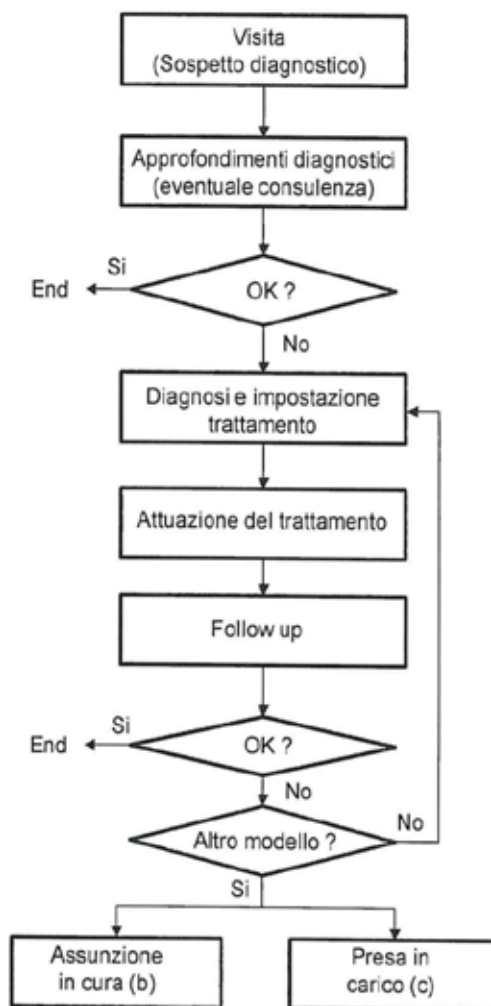 Visita
(Sospetto diagnostico)
Approfondimenti diagnostici
(eventuale consulenza)
Si
End
OK ?
No
Diagnosi e impostazione
trattamento
Attuazione del trattamento
Follow up
Si
End
OK ?
No
Altro modello ?
No
Si
Assunzione
in cura (b)
Presa in
carico (c)